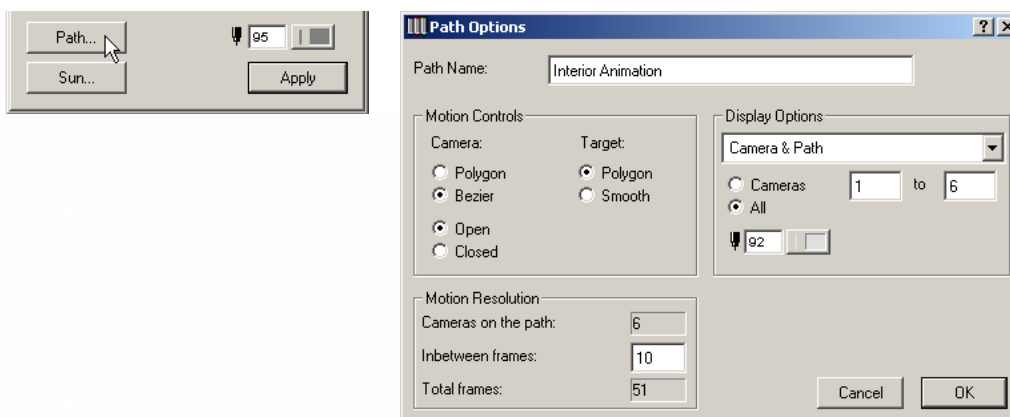 Path...
95
Sun...
Apply
Path Options
Path Name:
Interior Animation
Motion Controls
Camera:
Target:
Polygon
Polygon
Bezier
Smooth
Open
Closed
Display Options
Camera & Path
Cameras
1
to
6
All
92
Motion Resolution
Cameras on the path:
6
Inbetween frames:
10
Total frames:
51
Cancel
OK